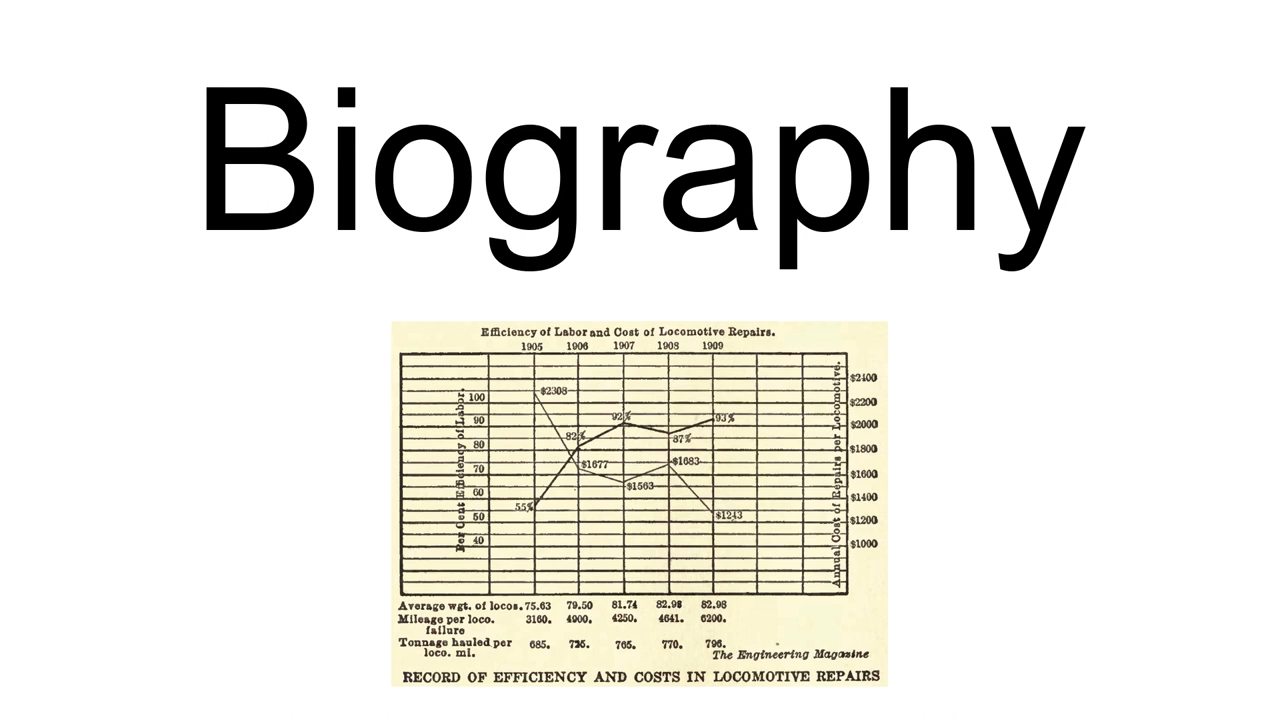 Biography
Efficiency of Labor and Cost of Locomotive Repairs.
1905 1906 1907 1908 1909
$2400
$2308
100
$2200
92% 93%
90 $2000
82% 87%
80 $1800
$1677 $1683
70 $1600
$1563
60 $1400
55%
50 $1243 $1200
40 $1000
Per Cent Efficiency of Labor.
Annual Cost of Repairs per Locomotive.
Average wgt. of locos. 75.63 79.50 81.74 82.98 82.98
Mileage per loco. 3160. 4900. 4250. 4641. 6200.
failure
Tonnage hauled per 685. 725. 765. 770. 796.
loco. mi.
The Engineering Magazine
RECORD OF EFFICIENCY AND COSTS IN LOCOMOTIVE REPAIRS